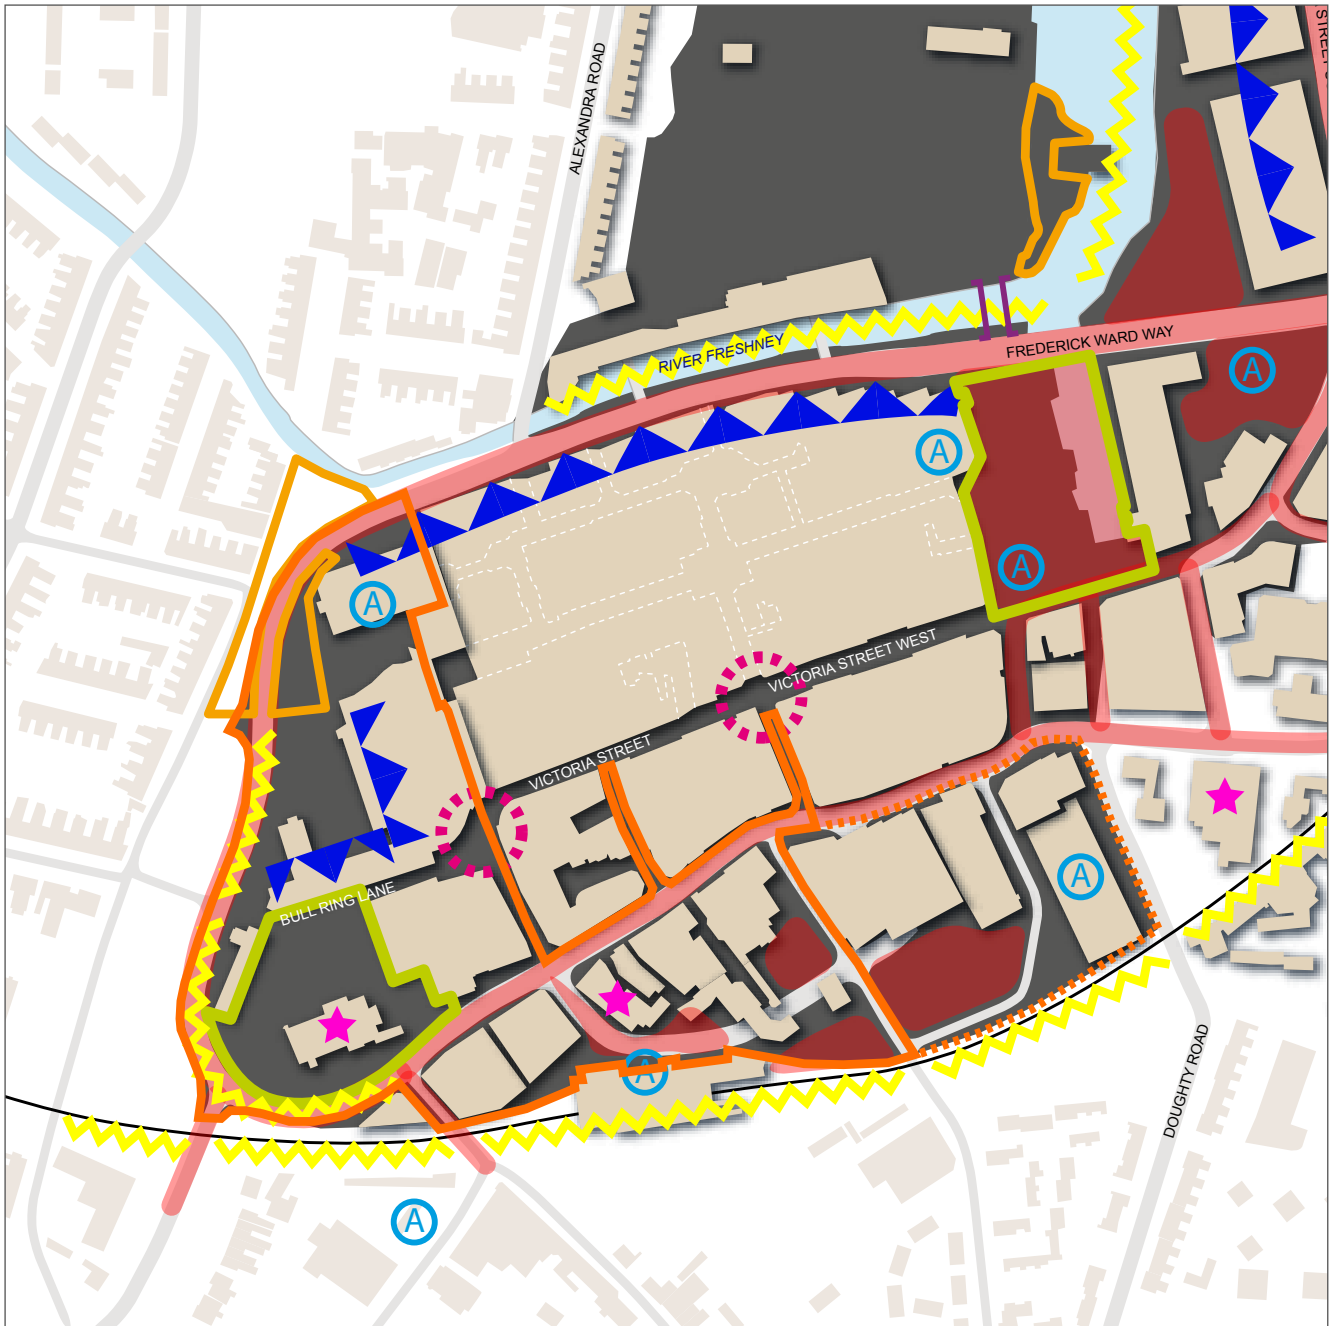 ALEXANDRA ROAD
RIVER FRESHNEY
FREDERICK WARD WAY
A
A
A
A
VICTORIA STREET WEST
VICTORIA STREET
A
BULL RING LANE
A
DOUGHTY ROAD
A